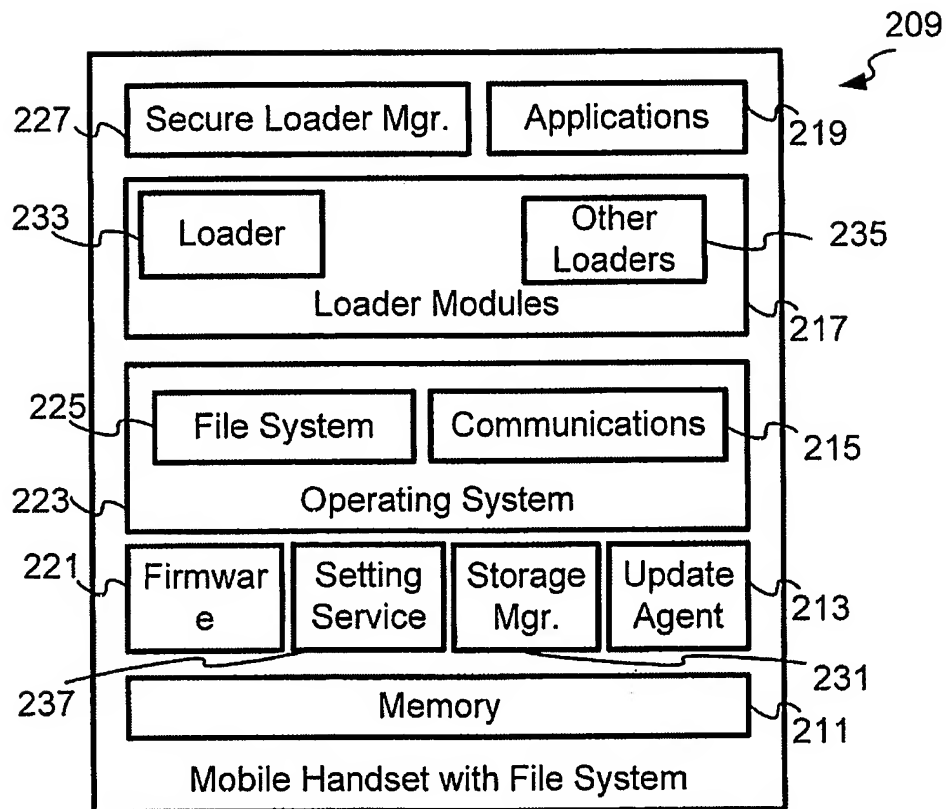 209
227
Secure Loader Mgr.
Applications
219
233
Loader
Other
Loaders
235
Loader Modules
217
225
File System
Communications
215
223
Operating System
221
Firmwar
e
Setting
Service
Storage
Mgr.
Update
Agent
213
237
231
Memory
211
Mobile Handset with File System